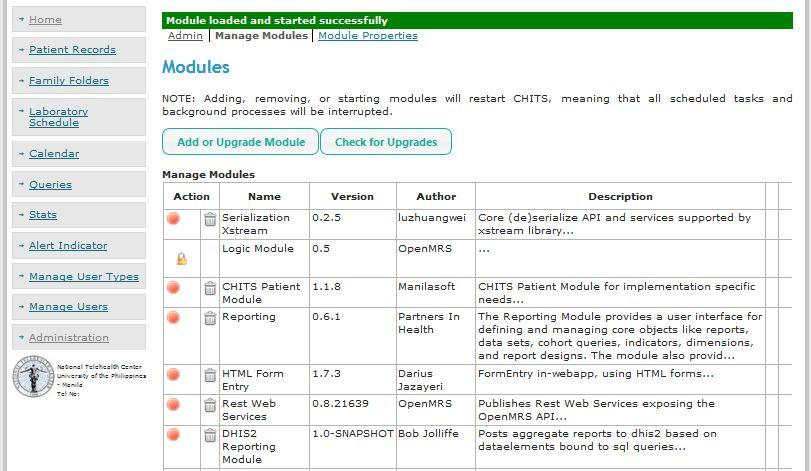 Home
Patient Records
Family Folders
Laboratory
Schedule
Calendar
Queries
Stats
Alert Indicator
Manage User Types
Manage Users
Administration
National Telehealth Center
University of the Philippines
- Manila
Tel No:
Module loaded and started successfully
Admin | Manage Modules | Module Properties
Modules
NOTE: Adding, removing, or starting modules will restart CHITS, meaning that all scheduled tasks and
background processes will be interrupted.
Add or Upgrade Module Check for Upgrades
Manage Modules
Action Name Version Author Description
Serialization 0.2.5 luzhuangwei Core (de)serialize API and services supported by
Xstream xstream library...
Logic Module 0.5 OpenMRS ...
CHITS Patient 1.1.8 Manilasoft CHITS Patient Module for implementation specific
Module needs...
Reporting 0.6.1 Partners In The Reporting Module provides a user interface for
Health defining and managing core objects like reports,
data sets, cohort queries, indicators, dimensions,
and report designs. The module also provid...
HTML Form 1.7.3 Darius FormEntry in-webapp, using HTML forms...
Entry Jazayeri
Rest Web 0.8.21639 OpenMRS Publishes Rest Web Services exposing the
Services OpenMRS API...
DHIS2 1.0-SNAPSHOT Bob Jolliffe Posts aggregate reports to dhis2 based on
Reporting dataelements bound to sql queries...
Module